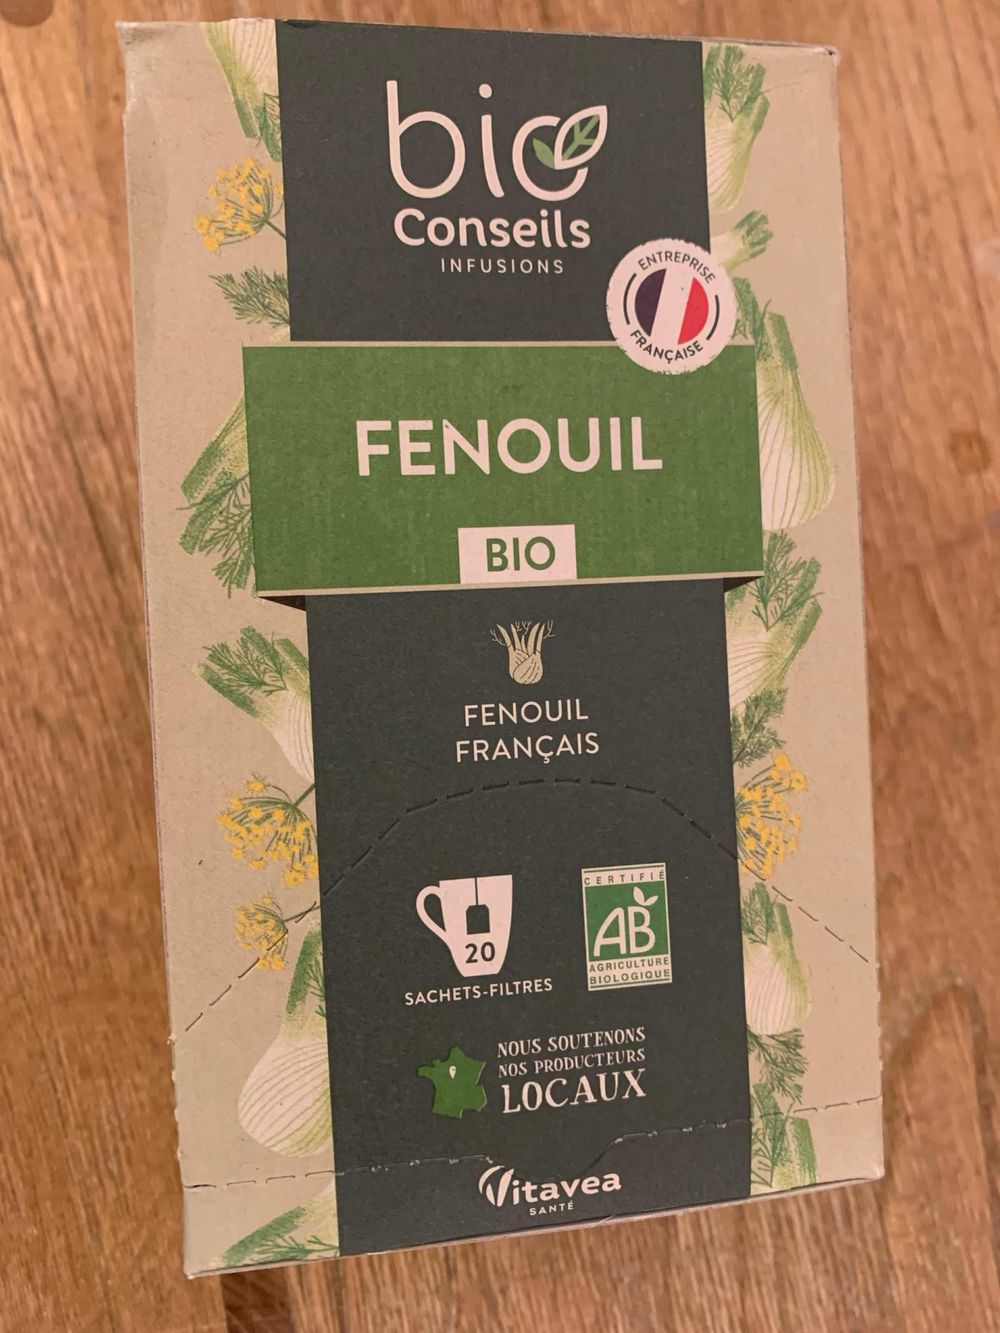 bio
Conseils
INFUSIONS
ENTREPRISE
FRANÇAISE
FENOUIL
BIO
FENOUIL
FRANÇAIS
20
SACHETS-FILTRES
CERTIFIÉ
AB
AGRICULTURE
BIOLOGIQUE
NOUS SOUTENONS
NOS PRODUCTEURS
LOCAUX
Vitavea
SANTÉ